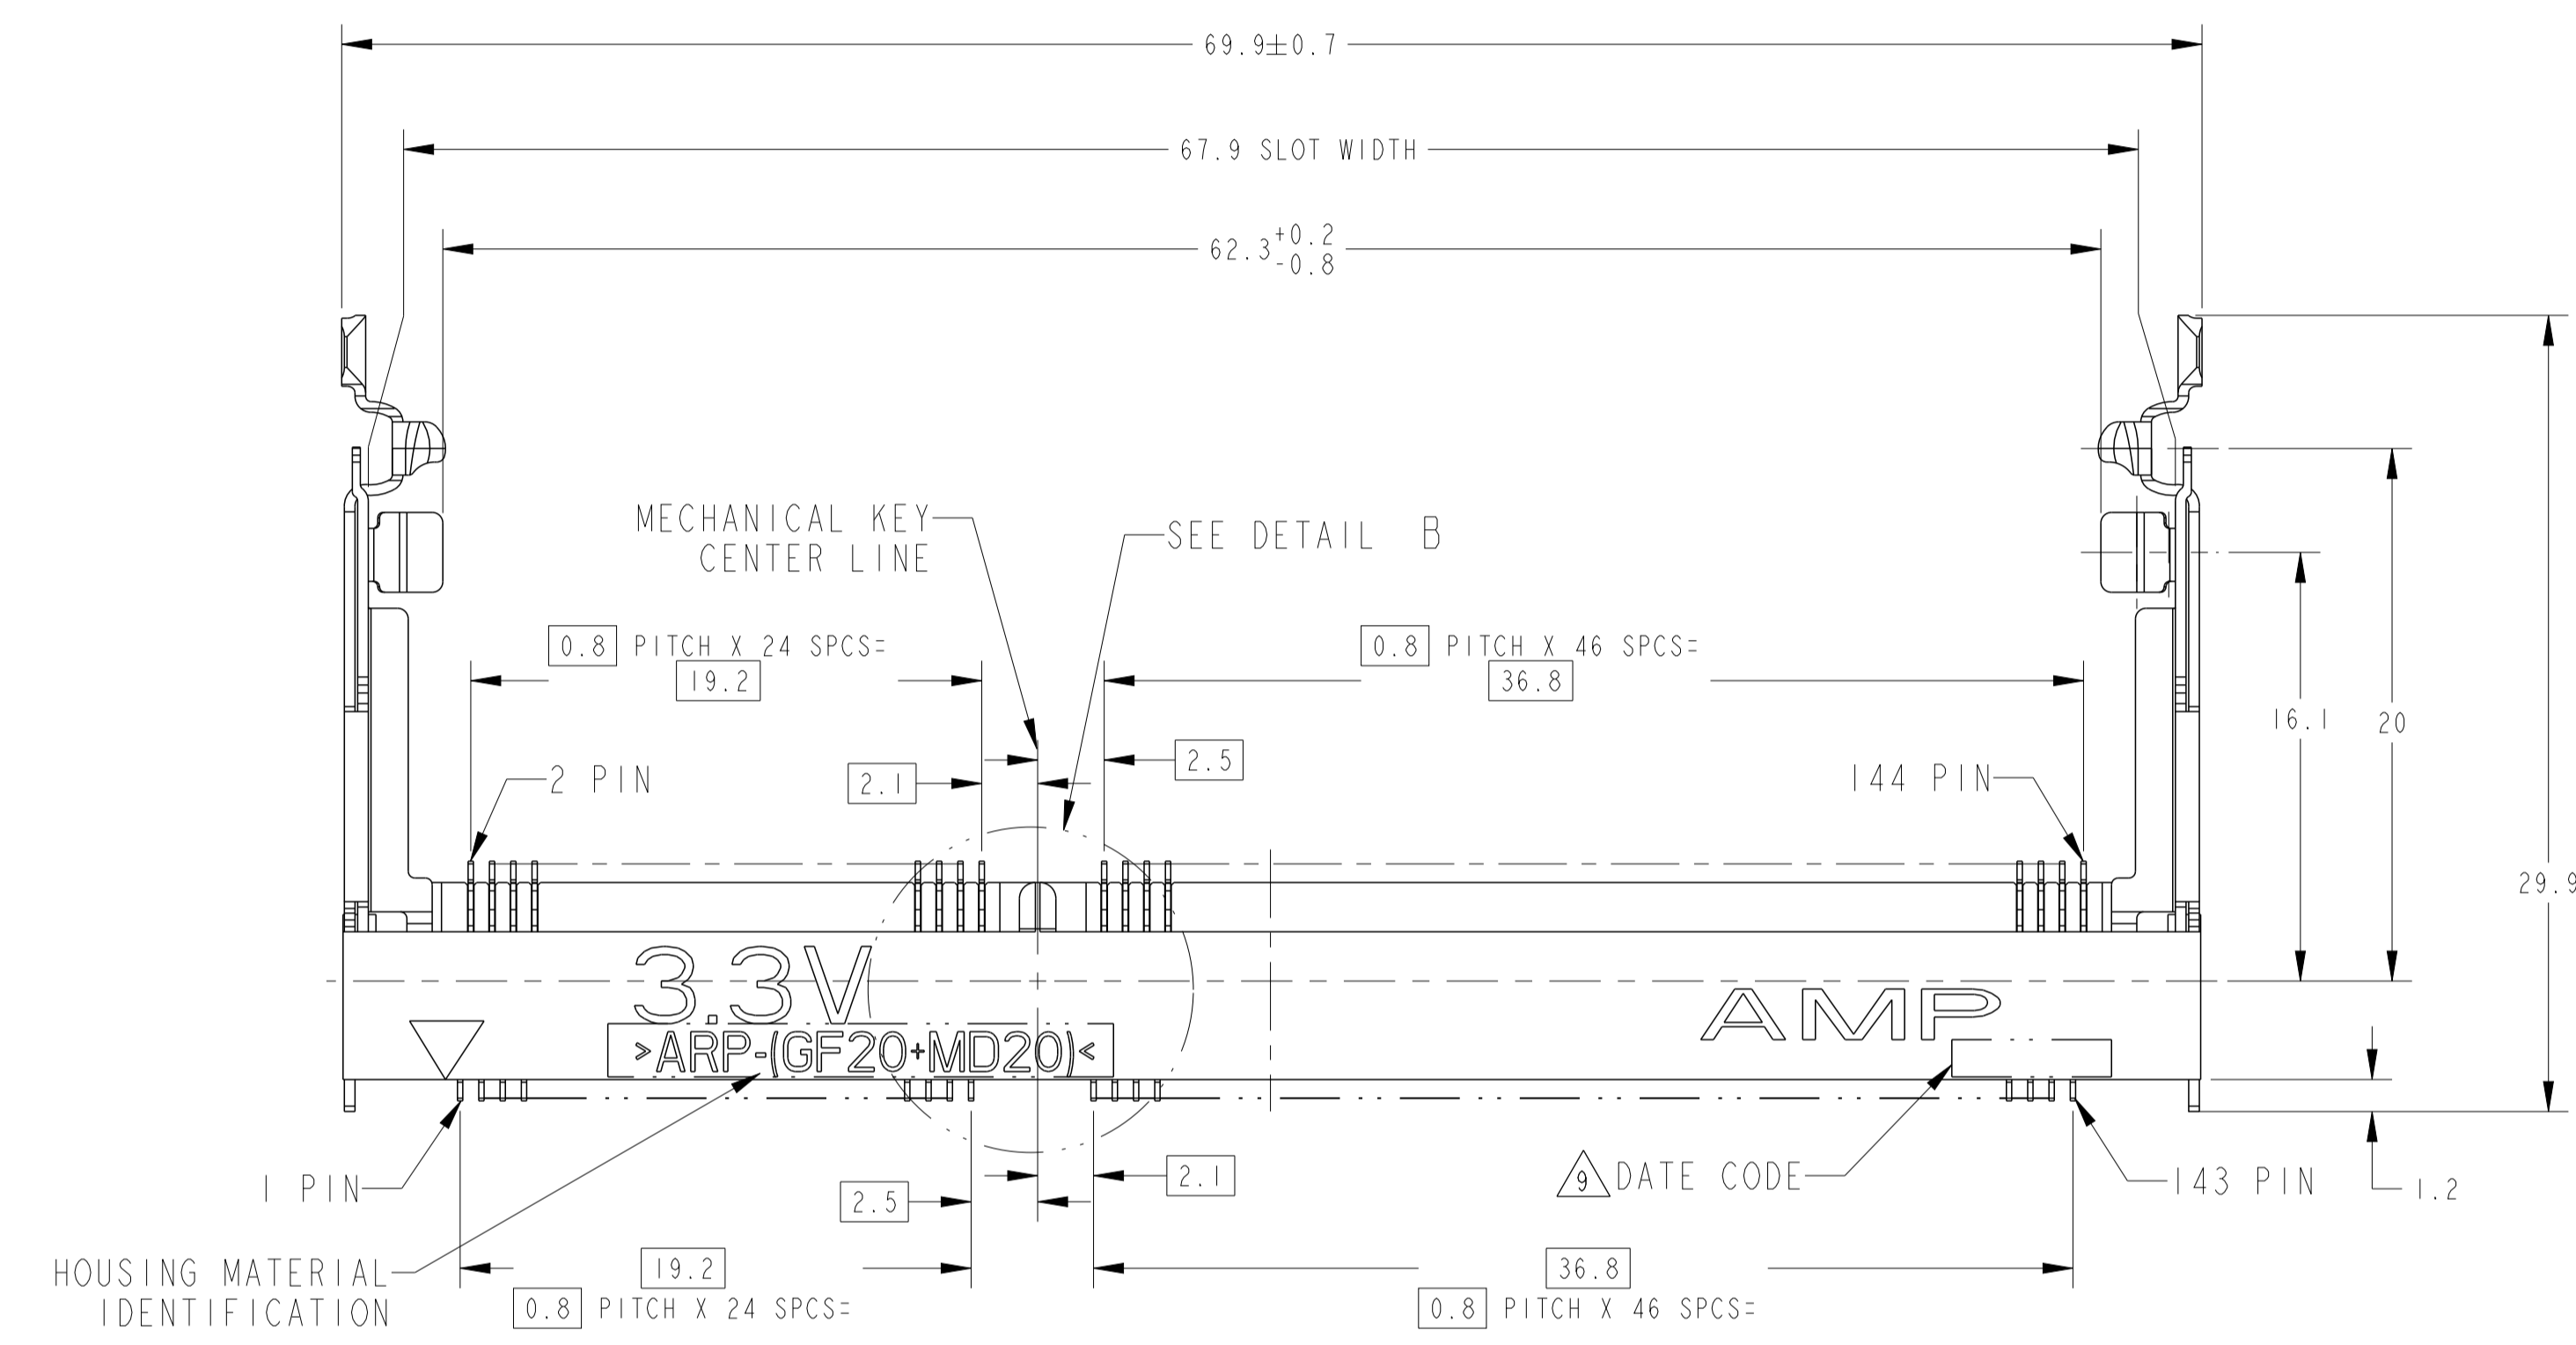 69.9±0.7
67.9 SLOT WIDTH
62.3 +0.2
-0.8
MECHANICAL KEY
CENTER LINE
SEE DETAIL B
0.8 PITCH X 24 SPCS=
19.2
0.8 PITCH X 46 SPCS=
36.8
16.1
20
2.5
2.1
2 PIN
144 PIN
29.9
3.3V
AMP
>ARP-(GF20+MD20)<
1 PIN
2.1
2.5
9 DATE CODE
143 PIN
1.2
HOUSING MATERIAL
IDENTIFICATION
19.2
0.8 PITCH X 24 SPCS=
36.8
0.8 PITCH X 46 SPCS=